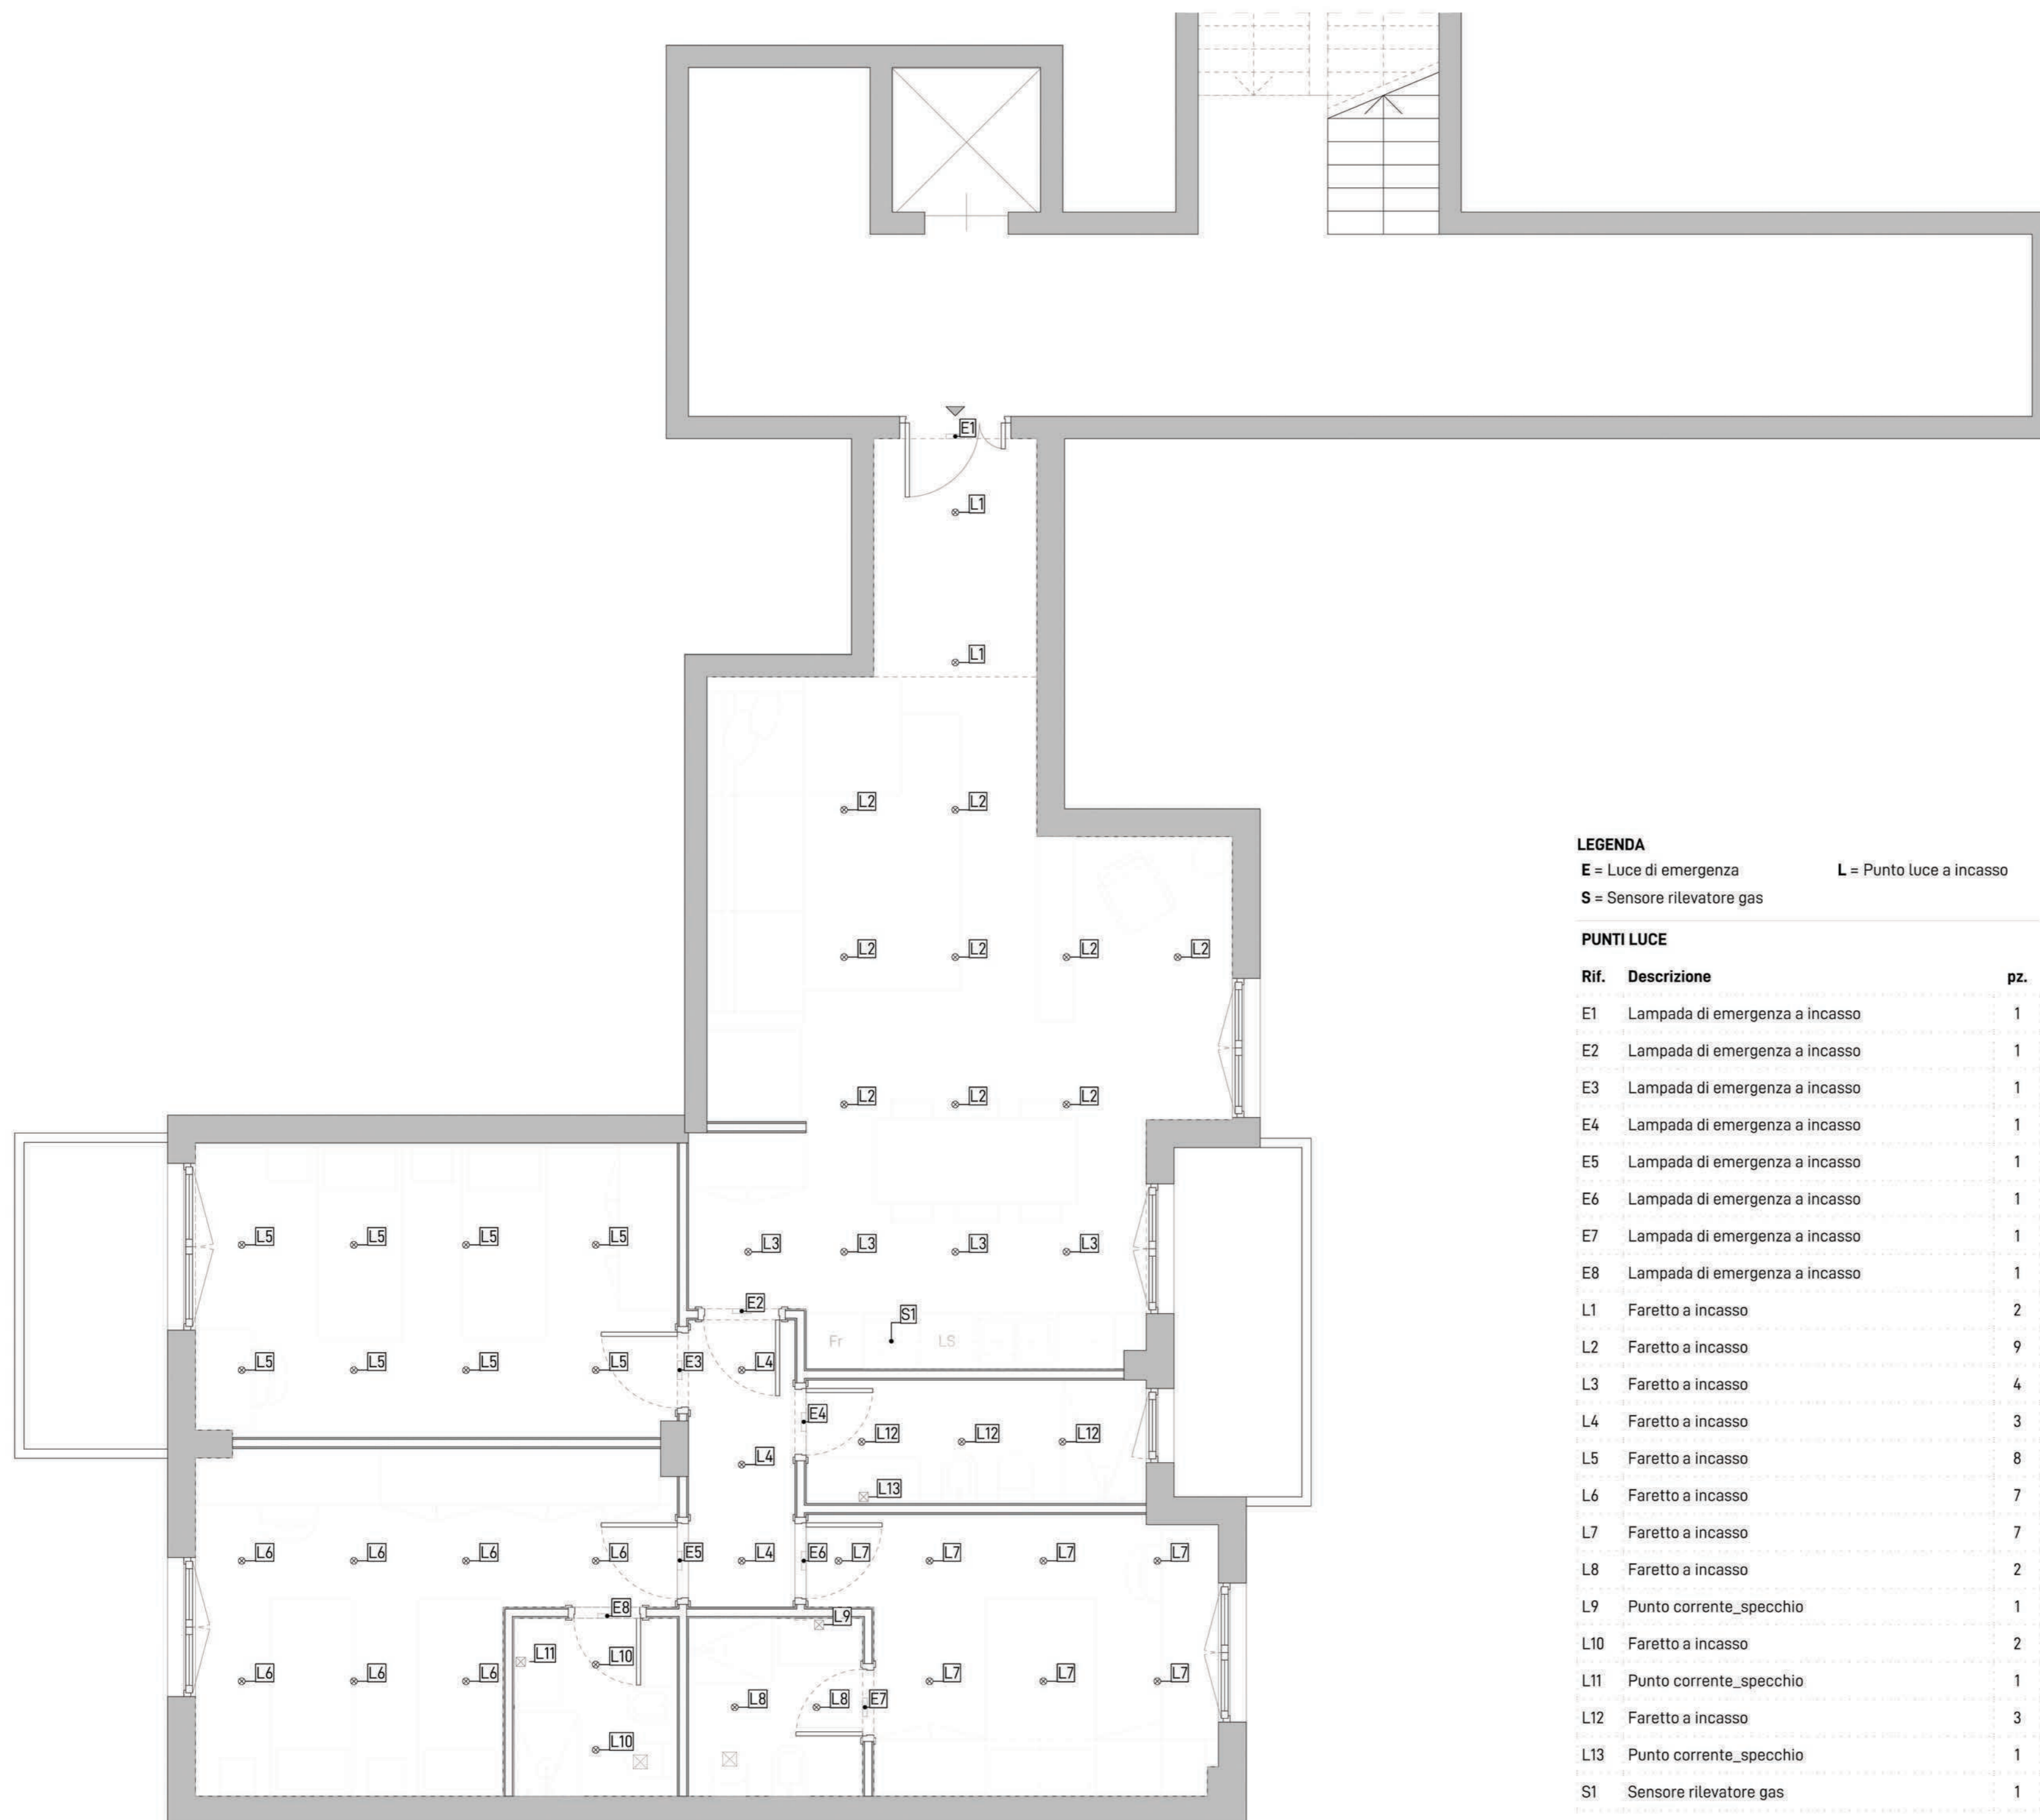 E1
L1
L1
L2 L2
L2 L2 L2 L2
L2 L2 L2
L5 L5 L5 L5
L3 L3 L3 L3
E2
S1
Fr LS
L5 L5 L5 L5 E3 L4
E4
L12 L12 L12
L4
L13
L6 L6 L6 L6 E5 L4 E6 L7 L7 L7 L7
E8
L9
L11 L10
L6 L6 L6 L7 L7 L7
L8 L8 E7
L10
LEGENDA
E = Luce di emergenza L = Punto luce a incasso
S = Sensore rilevatore gas
PUNTI LUCE
Rif. Descrizione pz.
E1 Lampada di emergenza a incasso 1
E2 Lampada di emergenza a incasso 1
E3 Lampada di emergenza a incasso 1
E4 Lampada di emergenza a incasso 1
E5 Lampada di emergenza a incasso 1
E6 Lampada di emergenza a incasso 1
E7 Lampada di emergenza a incasso 1
E8 Lampada di emergenza a incasso 1
L1 Faretto a incasso 2
L2 Faretto a incasso 9
L3 Faretto a incasso 4
L4 Faretto a incasso 3
L5 Faretto a incasso 8
L6 Faretto a incasso 7
L7 Faretto a incasso 7
L8 Faretto a incasso 2
L9 Punto corrente_specchio 1
L10 Faretto a incasso 2
L11 Punto corrente_specchio 1
L12 Faretto a incasso 3
L13 Punto corrente_specchio 1
S1 Sensore rilevatore gas 1